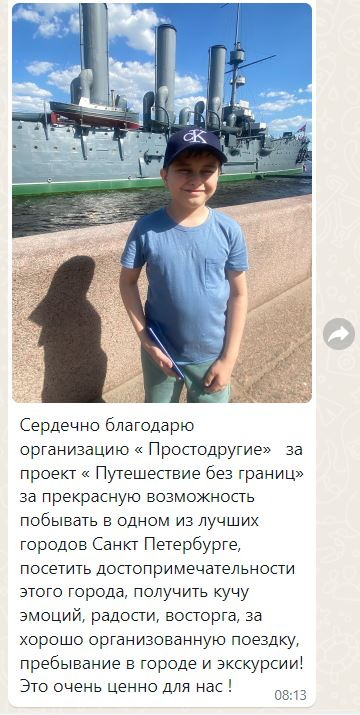 CK
Сердечно благодарю
организацию « Простодругие» за
проект « Путешествие без границ»
за прекрасную возможность
побывать в одном из лучших
городов Санкт Петербурге,
посетить достопримечательности
этого города, получить кучу
эмоций, радости, восторга, за
хорошо организованную поездку,
пребывание в городе и экскурсии!
Это очень ценно для нас !
08:13